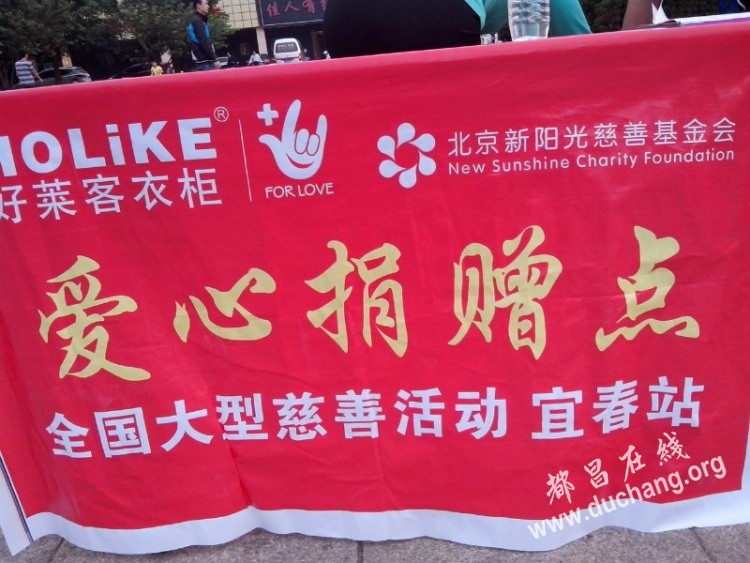 佳人
HOLiKE®
好莱客衣柜
+
FOR LOVE
北京新阳光慈善基金会
New Sunshine Charity Foundation
爱心捐赠点
全国大型慈善活动 宜春站
都昌在线
www.duchang.org